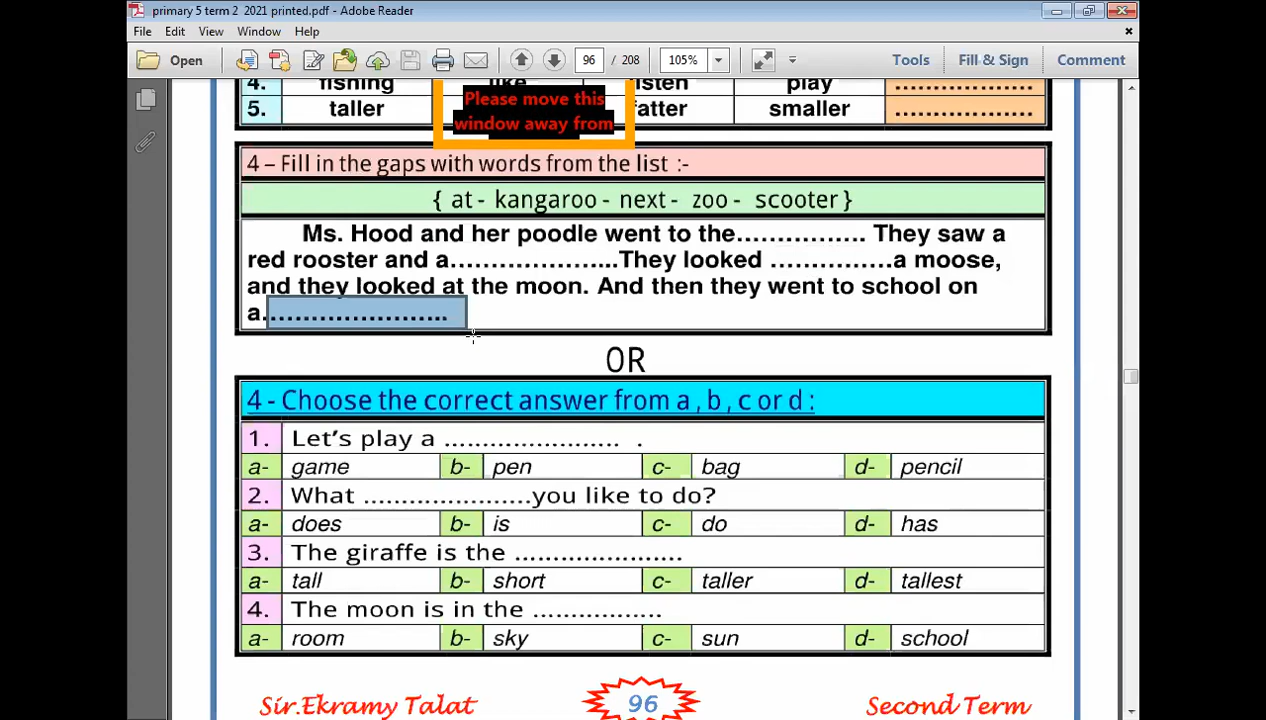 primary 5 term 2 2021 printed.pdf - Adobe Reader
File Edit View Window Help
Open 96 / 208 105% Tools Fill & Sign Comment
4. fishing like listen play ...................
5. taller fatter smaller ...................
Please move this
window away from
4 – Fill in the gaps with words from the list :-
{ at - kangaroo - next - zoo - scooter }
Ms. Hood and her poodle went to the................ They saw a
red rooster and a.....................They looked ...............a moose,
and they looked at the moon. And then they went to school on
a.......................
OR
4 - Choose the correct answer from a , b , c or d :
1. Let's play a ........................ .
a- game b- pen c- bag d- pencil
2. What .......................you like to do?
a- does b- is c- do d- has
3. The giraffe is the .......................
a- tall b- short c- taller d- tallest
4. The moon is in the .................
a- room b- sky c- sun d- school
Sir.Ekramy Talat 96 Second Term